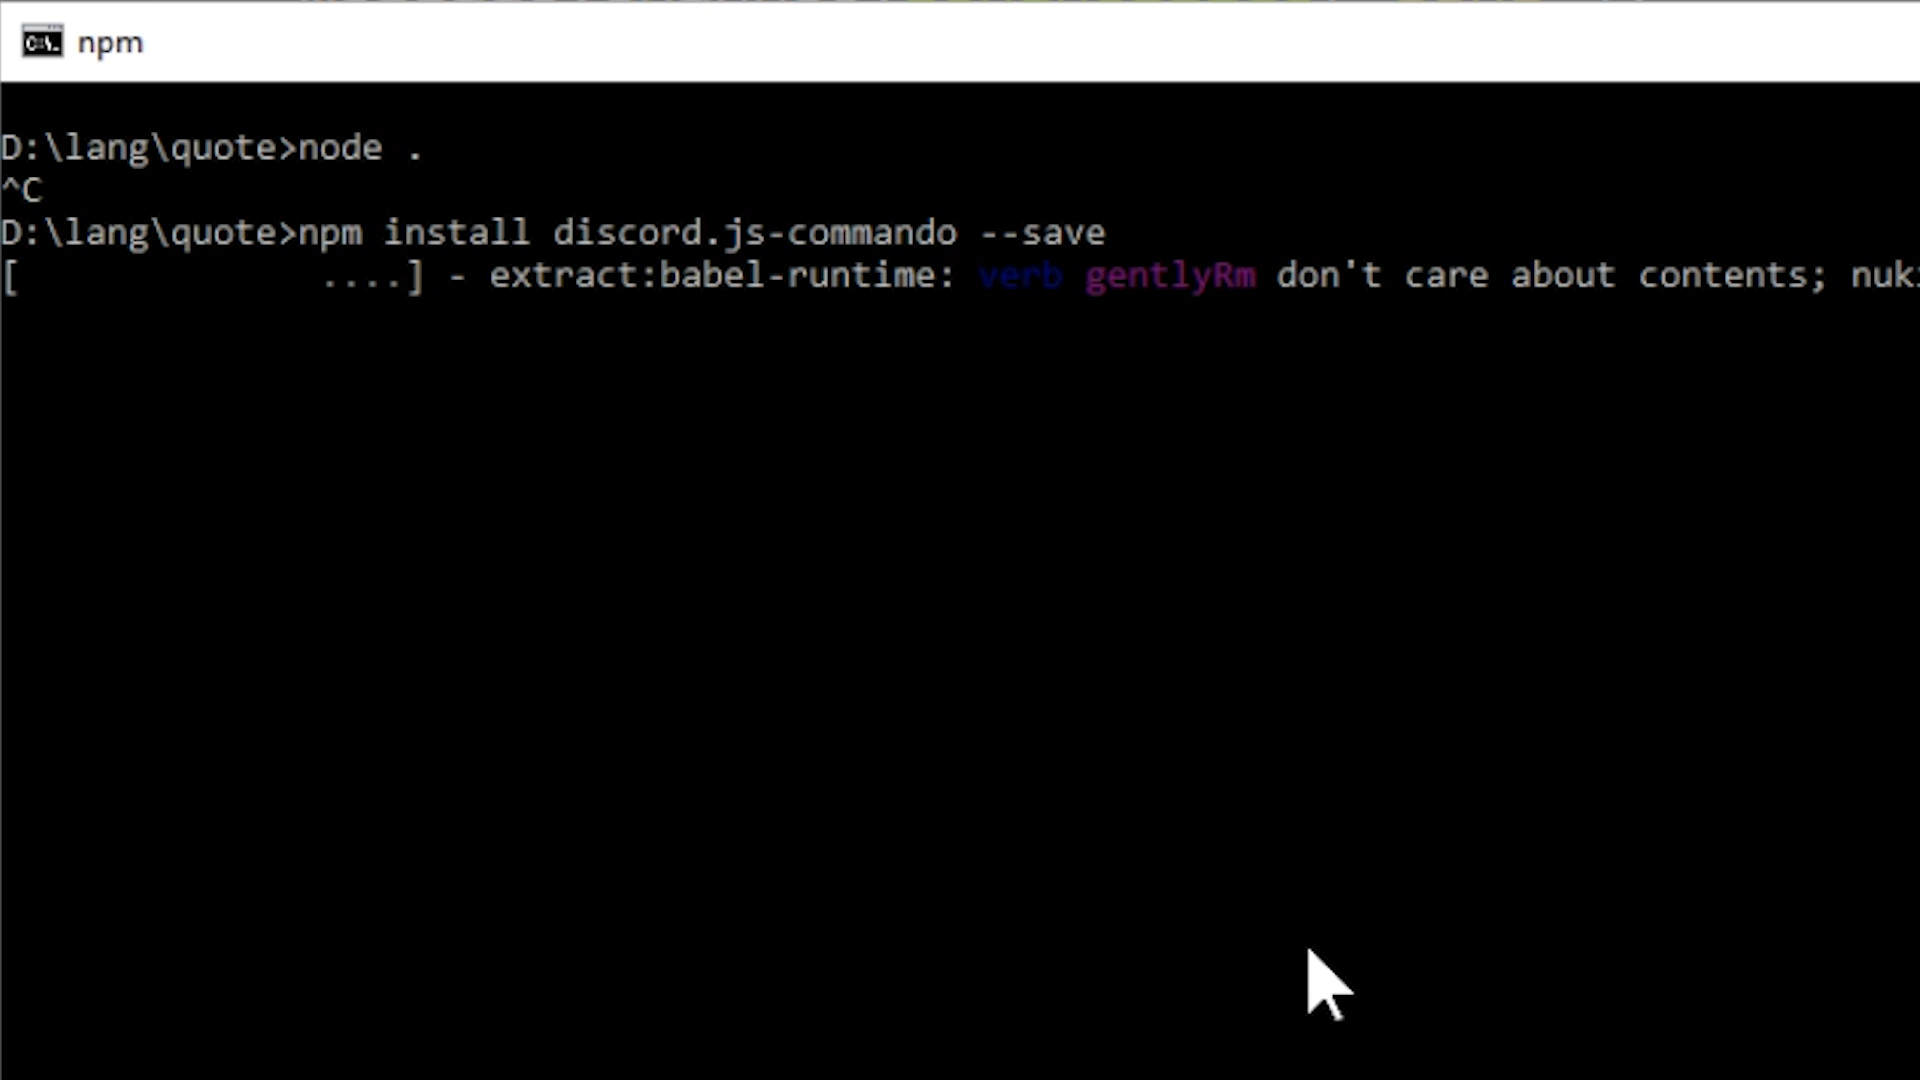 npm
D:\lang\quote>node .
^C
D:\lang\quote>npm install discord.js-commando --save
[ ....] - extract:babel-runtime: verb gentlyRm don't care about contents; nuki